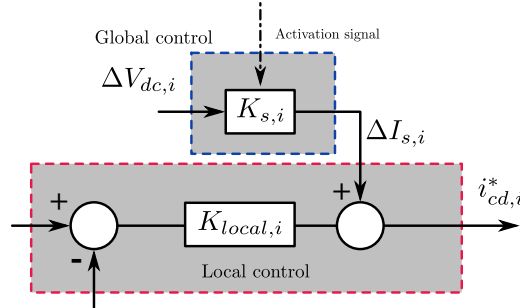 Activation signal
Global control
ΔV_{dc,i}
K_{s,i}
ΔI_{s,i}
+
+
i^*_{cd,i}
K_{local,i}
-
Local control